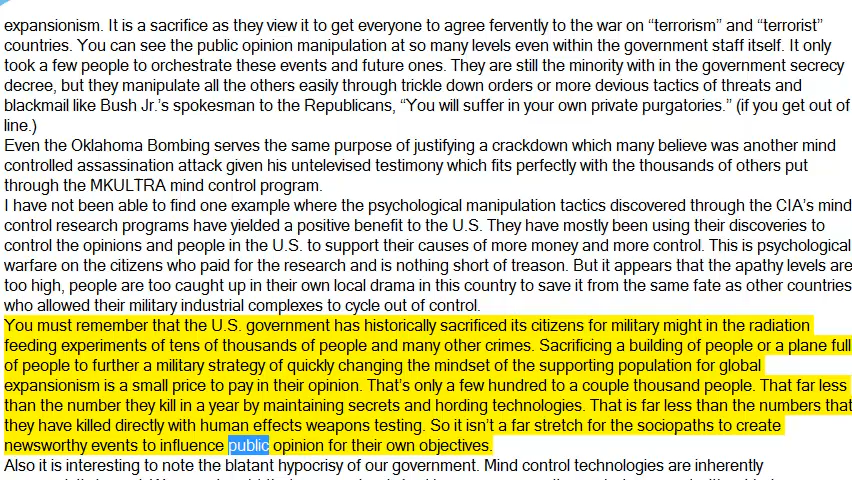 expansionism. It is a sacrifice as they view it to get everyone to agree fervently to the war on “terrorism” and “terrorist”
countries. You can see the public opinion manipulation at so many levels even within the government staff itself. It only
took a few people to orchestrate these events and future ones. They are still the minority with in the government secrecy
decree, but they manipulate all the others easily through trickle down orders or more devious tactics of threats and
blackmail like Bush Jr.’s spokesman to the Republicans, “You will suffer in your own private purgatories.” (if you get out of
line.)
Even the Oklahoma Bombing serves the same purpose of justifying a crackdown which many believe was another mind
controlled assassination attack given his untelevised testimony which fits perfectly with the thousands of others put
through the MKULTRA mind control program.
I have not been able to find one example where the psychological manipulation tactics discovered through the CIA’s mind
control research programs have yielded a positive benefit to the U.S. They have mostly been using their discoveries to
control the opinions and people in the U.S. to support their causes of more money and more control. This is psychological
warfare on the citizens who paid for the research and is nothing short of treason. But it appears that the apathy levels are
too high, people are too caught up in their own local drama in this country to save it from the same fate as other countries
who allowed their military industrial complexes to cycle out of control.
You must remember that the U.S. government has historically sacrificed its citizens for military might in the radiation
feeding experiments of tens of thousands of people and many other crimes. Sacrificing a building of people or a plane full
of people to further a military strategy of quickly changing the mindset of the supporting population for global
expansionism is a small price to pay in their opinion. That’s only a few hundred to a couple thousand people. That far less
than the number they kill in a year by maintaining secrets and hording technologies. That is far less than the numbers that
they have killed directly with human effects weapons testing. So it isn’t a far stretch for the sociopaths to create
newsworthy events to influence public opinion for their own objectives.
Also it is interesting to note the blatant hypocrisy of our government. Mind control technologies are inherently